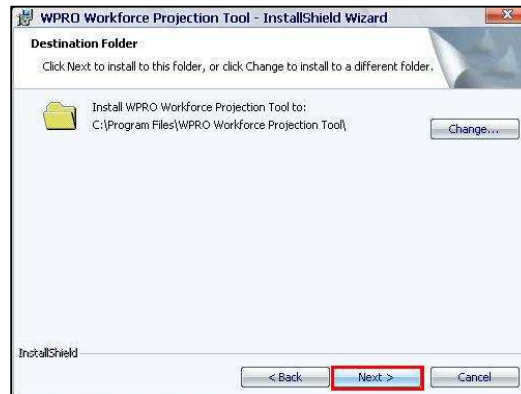 WPRO Workforce Projection Tool - InstallShield Wizard
Destination Folder
Click Next to install to this folder, or click Change to install to a different folder.
Install WPRO Workforce Projection Tool to:
C:\Program Files\WPRO Workforce Projection Tool\
Change...
InstallShield
< Back Next > Cancel